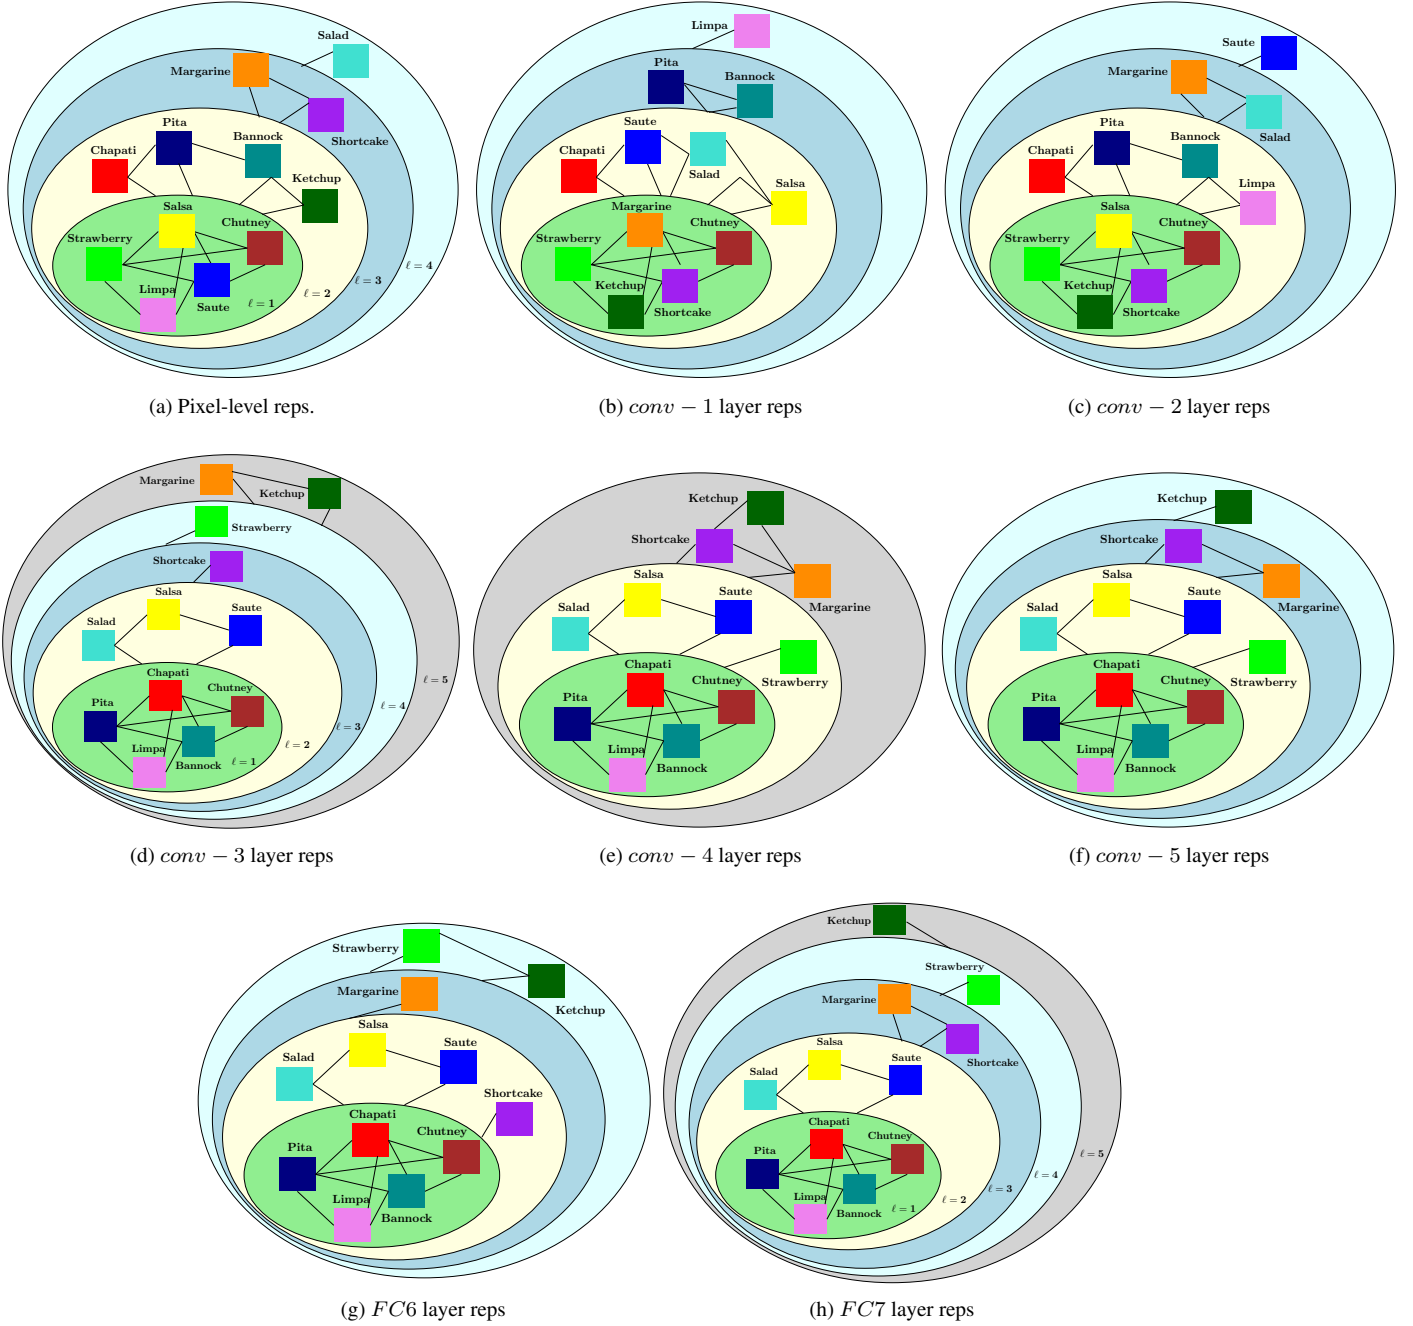 Salad
Margarine
Shortcake
Pita
Bannock
Chapati
Ketchup
Salsa
Chutney
Strawberry
Limpa
Saute
ℓ = 1
ℓ = 2
ℓ = 3
ℓ = 4
(a) Pixel-level reps.
Limpa
Pita
Bannock
Saute
Chapati
Salad
Salsa
Margarine
Chutney
Strawberry
Ketchup
Shortcake
(b) conv − 1 layer reps
Saute
Margarine
Salad
Pita
Bannock
Chapati
Limpa
Salsa
Chutney
Strawberry
Ketchup
Shortcake
(c) conv − 2 layer reps
Margarine
Ketchup
Strawberry
Shortcake
Salsa
Saute
Salad
Chapati
Chutney
Pita
Limpa
Bannock
ℓ = 1
ℓ = 2
ℓ = 3
ℓ = 4
ℓ = 5
(d) conv − 3 layer reps
Ketchup
Shortcake
Margarine
Salsa
Saute
Salad
Strawberry
Chapati
Chutney
Pita
Limpa
Bannock
(e) conv − 4 layer reps
Ketchup
Shortcake
Margarine
Salsa
Saute
Salad
Strawberry
Chapati
Chutney
Pita
Limpa
Bannock
(f) conv − 5 layer reps
Strawberry
Ketchup
Margarine
Salsa
Saute
Salad
Shortcake
Chapati
Chutney
Pita
Limpa
Bannock
(g) FC6 layer reps
Ketchup
Strawberry
Margarine
Shortcake
Salsa
Saute
Salad
Chapati
Chutney
Pita
Limpa
Bannock
ℓ = 1
ℓ = 2
ℓ = 3
ℓ = 4
ℓ = 5
(h) FC7 layer reps